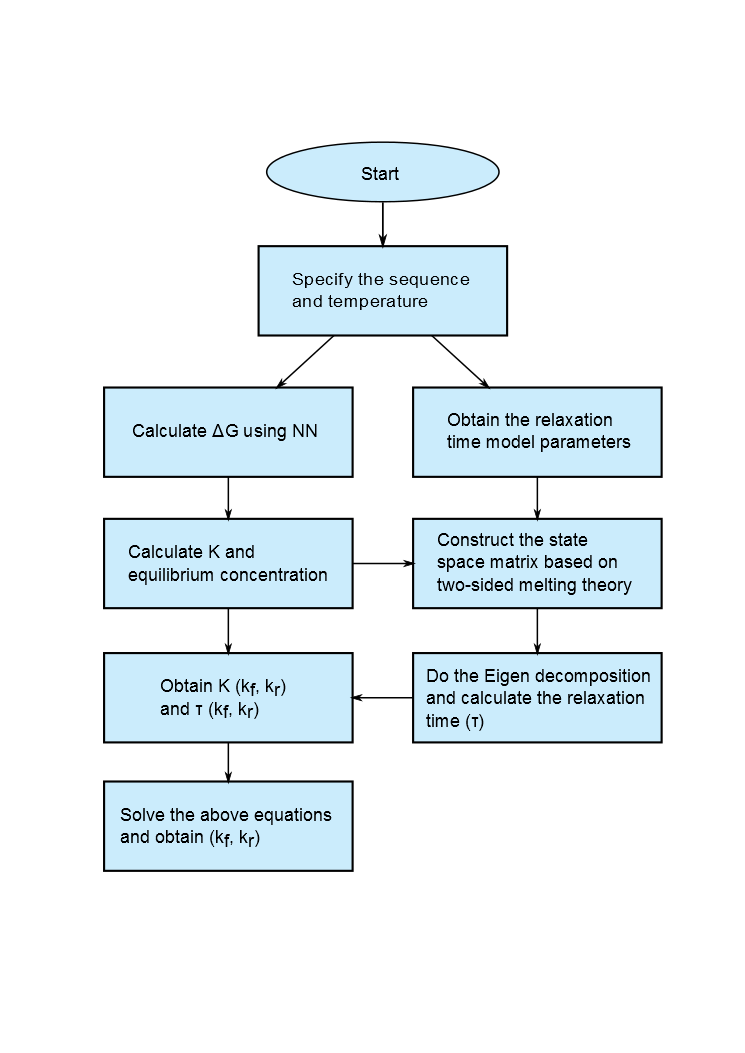 Start
Specify the sequence
and temperature
Calculate ΔG using NN
Obtain the relaxation
time model parameters
Calculate K and
equilibrium concentration
Construct the state
space matrix based on
two-sided melting theory
Obtain K (kf, kr)
and τ (kf, kr)
Do the Eigen decomposition
and calculate the relaxation
time (τ)
Solve the above equations
and obtain (kf, kr)